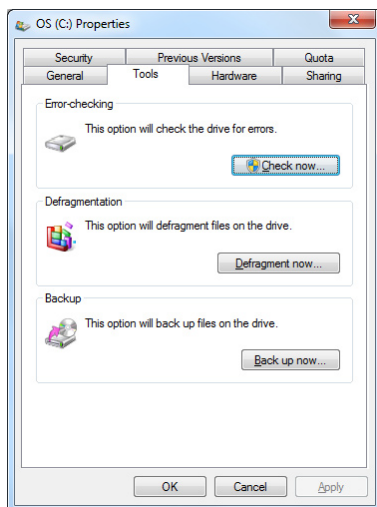 OS (C:) Properties
Security Previous Versions Quota
General Tools Hardware Sharing
Error-checking
This option will check the drive for errors.
Check now...
Defragmentation
This option will defragment files on the drive.
Defragment now...
Backup
This option will back up files on the drive.
Back up now...
OK Cancel Apply